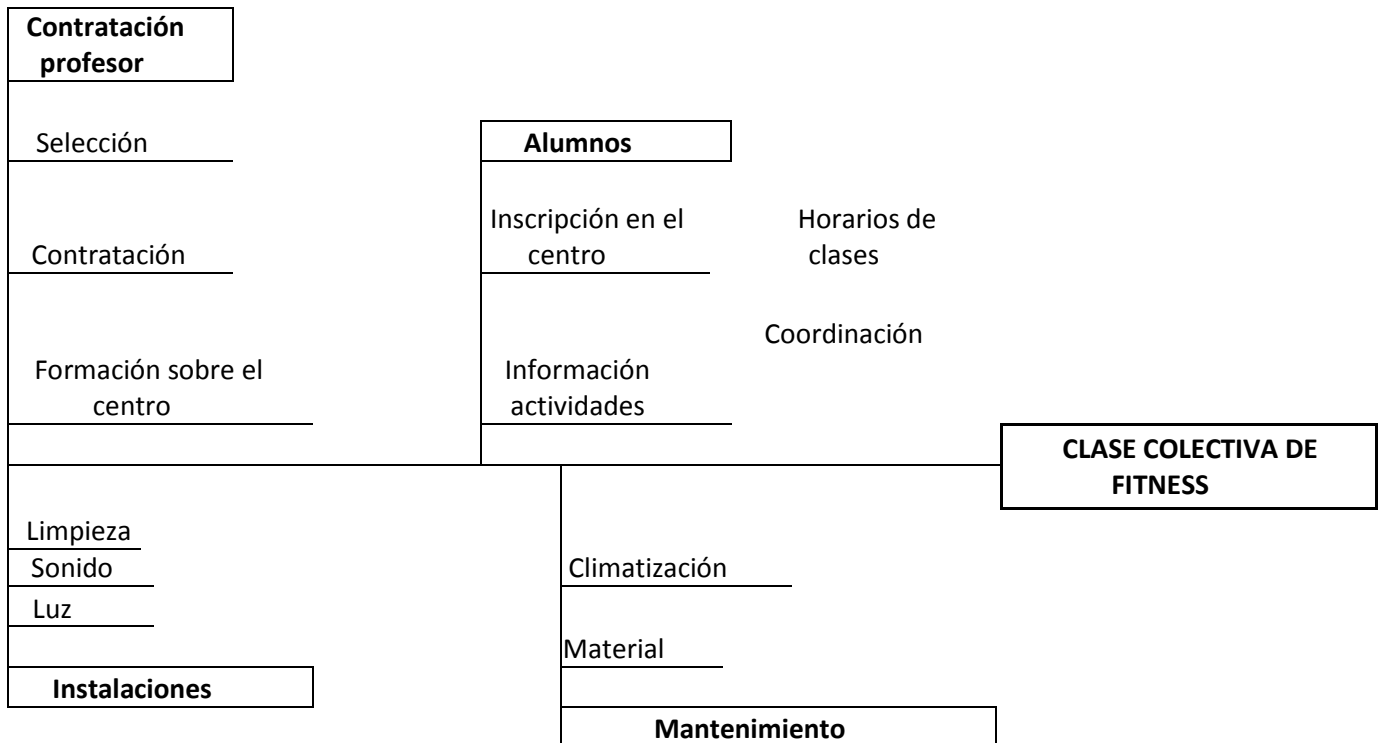 Contratación
profesor
Selección
Alumnos
Inscripción en el
centro
Horarios de
clases
Contratación
Coordinación
Formación sobre el
centro
Información
actividades
CLASE COLECTIVA DE
FITNESS
Limpieza
Sonido
Luz
Climatización
Material
Instalaciones
Mantenimiento